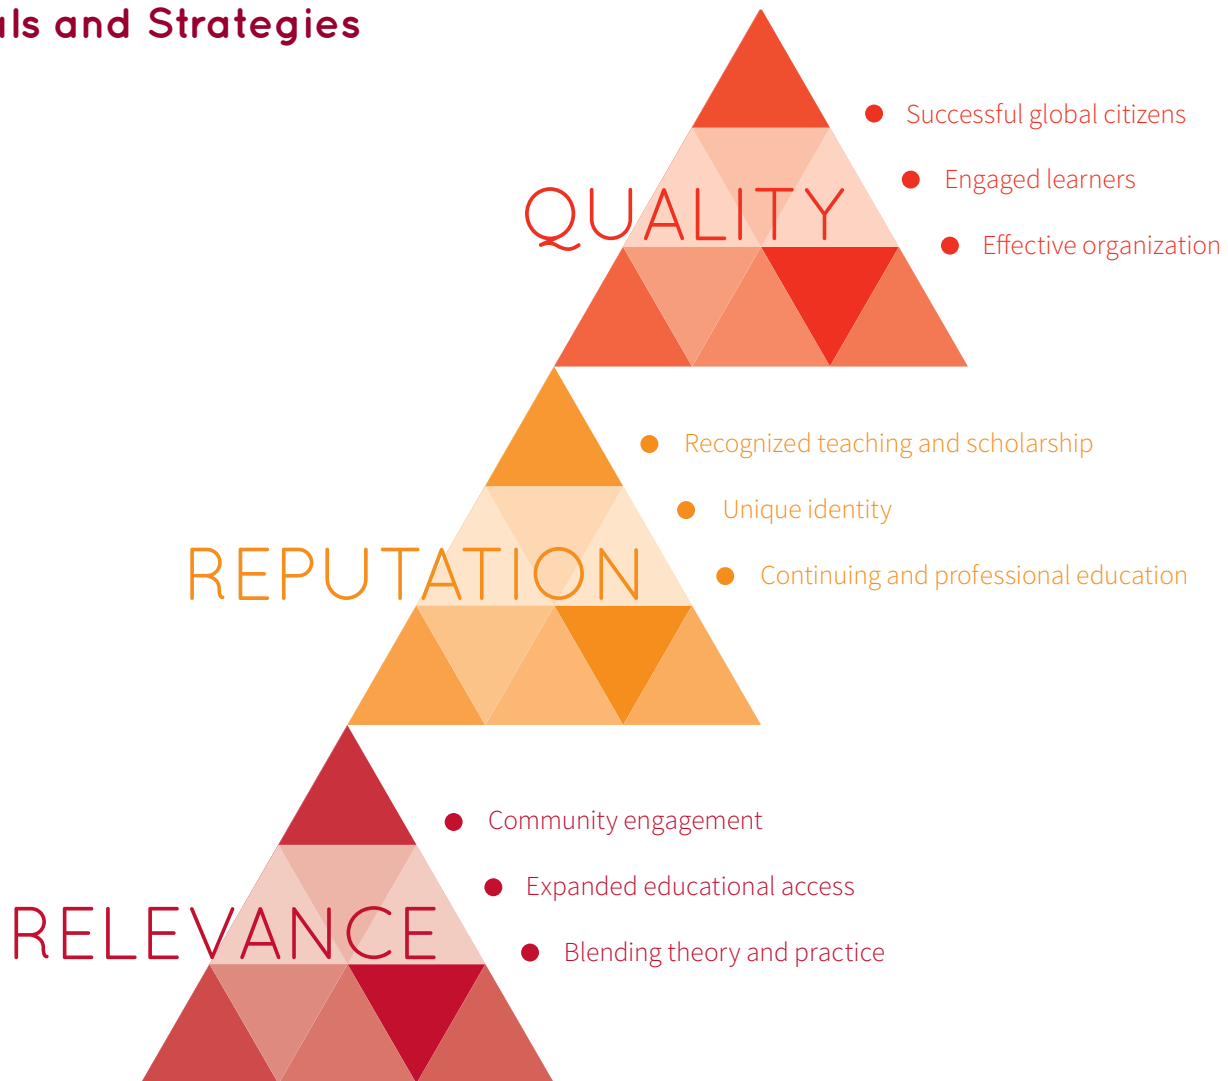 als and Strategies
Successful global citizens
Engaged learners
QUALITY
Effective organization
Recognized teaching and scholarship
Unique identity
REPUTATION
Continuing and professional education
Community engagement
Expanded educational access
RELEVANCE
Blending theory and practice